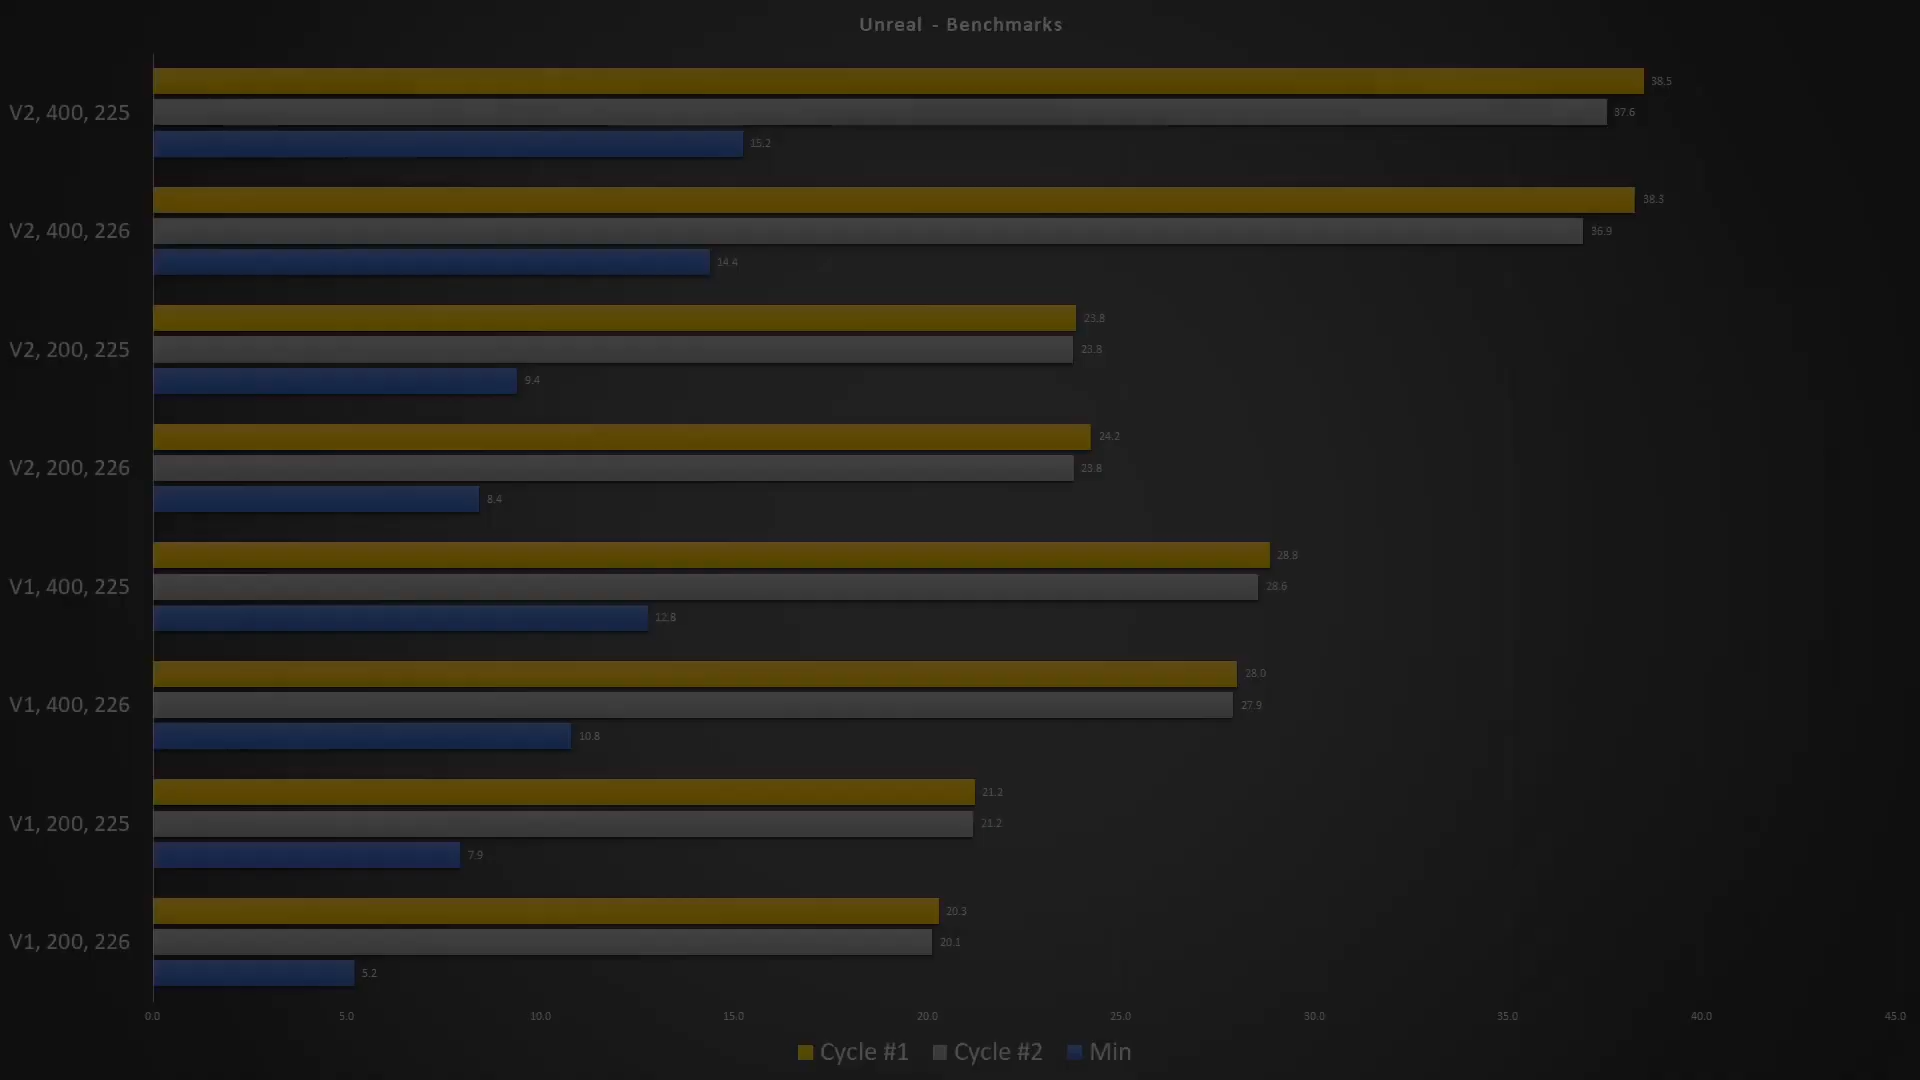 Unreal - Benchmarks
V2, 400, 225
38.5
37.6
15.2
V2, 400, 226
38.3
36.9
14.4
V2, 200, 225
23.8
23.8
9.4
V2, 200, 226
24.2
23.8
8.4
V1, 400, 225
28.8
28.6
12.8
V1, 400, 226
28.0
27.9
10.8
V1, 200, 225
21.2
21.2
7.9
V1, 200, 226
20.3
20.1
5.2
0.0 5.0 10.0 15.0 20.0 25.0 30.0 35.0 40.0 45.0
Cycle #1 Cycle #2 Min